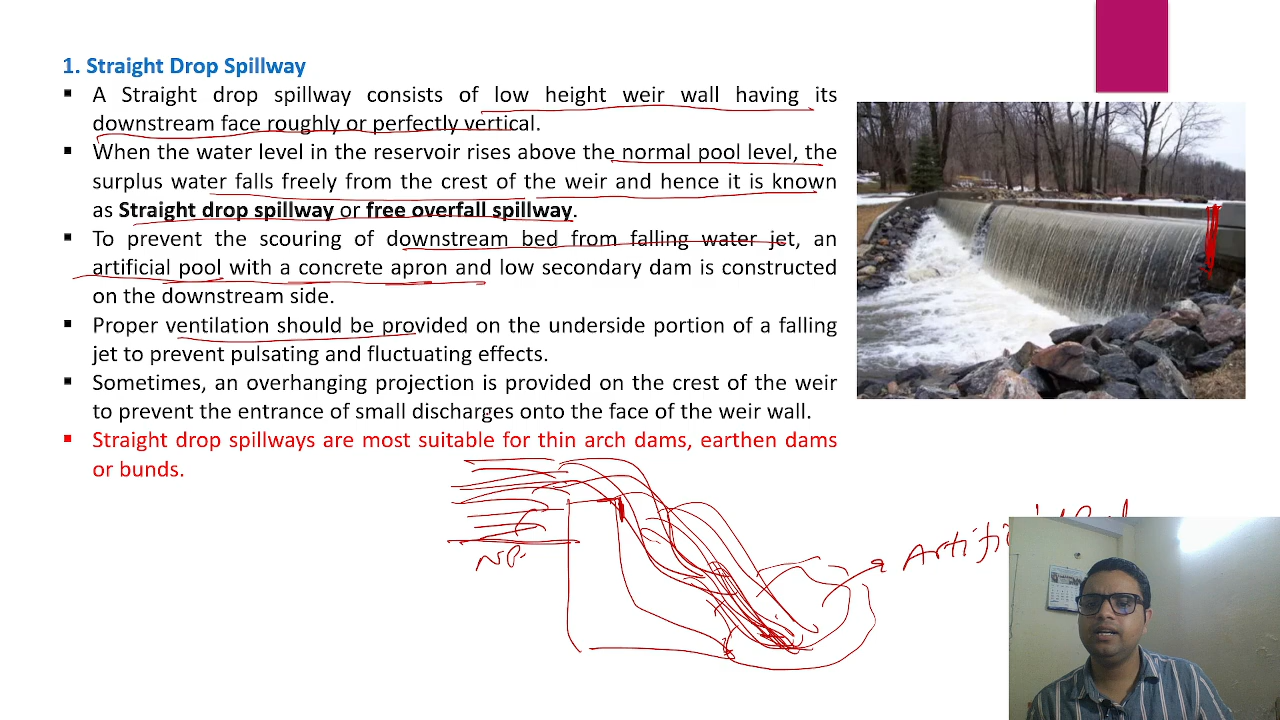 1. Straight Drop Spillway
▪ A Straight drop spillway consists of low height weir wall having its
downstream face roughly or perfectly vertical.
▪ When the water level in the reservoir rises above the normal pool level, the
surplus water falls freely from the crest of the weir and hence it is known
as Straight drop spillway or free overfall spillway.
▪ To prevent the scouring of downstream bed from falling water jet, an
artificial pool with a concrete apron and low secondary dam is constructed
on the downstream side.
▪ Proper ventilation should be provided on the underside portion of a falling
jet to prevent pulsating and fluctuating effects.
▪ Sometimes, an overhanging projection is provided on the crest of the weir
to prevent the entrance of small discharges onto the face of the weir wall.
▪ Straight drop spillways are most suitable for thin arch dams, earthen dams
or bunds.